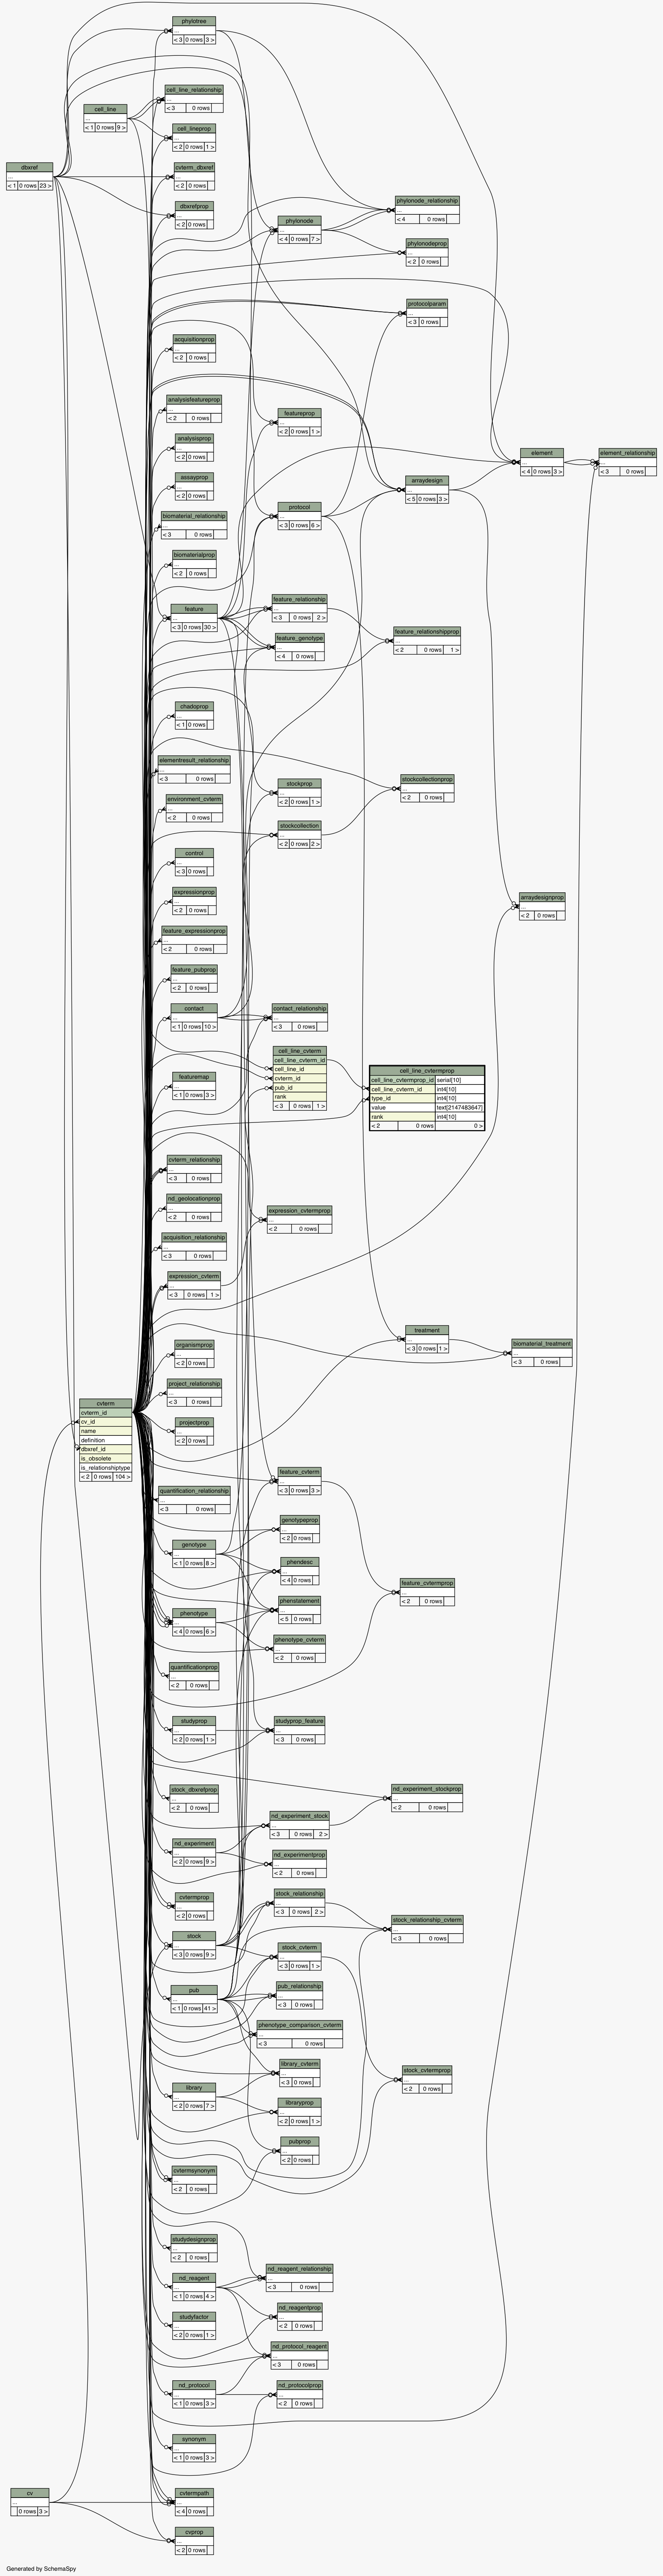 phylotree
...
< 3 0 rows 3 >
cell_line_relationship
...
< 3 0 rows
cell_line
...
< 1 0 rows 9 >
cell_lineprop
...
< 2 0 rows 1 >
dbxref
...
< 1 0 rows 23 >
cvterm_dbxref
...
< 2 0 rows
dbxrefprop
...
< 2 0 rows
phylonode_relationship
...
< 4 0 rows
phylonode
...
< 4 0 rows 7 >
phylonodeprop
...
< 2 0 rows
protocolparam
...
< 3 0 rows
acquisitionprop
...
< 2 0 rows
analysisfeatureprop
...
< 2 0 rows
featureprop
...
< 2 0 rows 1 >
analysisprop
...
< 2 0 rows
element
...
< 4 0 rows 3 >
element_relationship
...
< 3 0 rows
assayprop
...
< 2 0 rows
arraydesign
...
< 5 0 rows 3 >
biomaterial_relationship
...
< 3 0 rows
protocol
...
< 3 0 rows 6 >
biomaterialprop
...
< 2 0 rows
feature
...
< 3 0 rows 30 >
feature_relationship
...
< 3 0 rows 2 >
feature_genotype
...
< 4 0 rows
feature_relationshipprop
...
< 2 0 rows 1 >
chadoprop
...
< 1 0 rows
elementresult_relationship
...
< 3 0 rows
stockprop
...
< 2 0 rows 1 >
stockcollectionprop
...
< 2 0 rows
environment_cvterm
...
< 2 0 rows
stockcollection
...
< 2 0 rows 2 >
control
...
< 3 0 rows
expressionprop
...
< 2 0 rows
arraydesignprop
...
< 2 0 rows
feature_expressionprop
...
< 2 0 rows
feature_pubprop
...
< 2 0 rows
contact
...
< 1 0 rows 10 >
contact_relationship
...
< 3 0 rows
cell_line_cvterm
cell_line_cvterm_id
cell_line_id
cvterm_id
pub_id
rank
< 3 0 rows 1 >
cell_line_cvtermprop
cell_line_cvtermprop_id serial[10]
cell_line_cvterm_id int4[10]
type_id int4[10]
value text[2147483647]
rank int4[10]
< 2 0 rows 0 >
featuremap
...
< 1 0 rows 3 >
cvterm_relationship
...
< 3 0 rows
nd_geolocationprop
...
< 2 0 rows
expression_cvtermprop
...
< 2 0 rows
acquisition_relationship
...
< 3 0 rows
expression_cvterm
...
< 3 0 rows 1 >
treatment
...
< 3 0 rows 1 >
biomaterial_treatment
...
< 3 0 rows
organismprop
...
< 2 0 rows
project_relationship
...
< 3 0 rows
cvterm
cvterm_id
cv_id
name
definition
dbxref_id
is_obsolete
is_relationshiptype
< 2 0 rows 104 >
projectprop
...
< 2 0 rows
feature_cvterm
...
< 3 0 rows 3 >
quantification_relationship
...
< 3 0 rows
genotypeprop
...
< 2 0 rows
genotype
...
< 1 0 rows 8 >
phendesc
...
< 4 0 rows
feature_cvtermprop
...
< 2 0 rows
phenstatement
...
< 5 0 rows
phenotype
...
< 4 0 rows 6 >
phenotype_cvterm
...
< 2 0 rows
quantificationprop
...
< 2 0 rows
studyprop
...
< 2 0 rows 1 >
studyprop_feature
...
< 3 0 rows
stock_dbxrefprop
...
< 2 0 rows
nd_experiment_stockprop
...
< 2 0 rows
nd_experiment_stock
...
< 3 0 rows 2 >
nd_experiment
...
< 2 0 rows 9 >
nd_experimentprop
...
< 2 0 rows
cvtermprop
...
< 2 0 rows
stock_relationship
...
< 3 0 rows 2 >
stock_relationship_cvterm
...
< 3 0 rows
stock
...
< 3 0 rows 9 >
stock_cvterm
...
< 3 0 rows 1 >
pub
...
< 1 0 rows 41 >
pub_relationship
...
< 3 0 rows
phenotype_comparison_cvterm
...
< 3 0 rows
library_cvterm
...
< 3 0 rows
stock_cvtermprop
...
< 2 0 rows
library
...
< 2 0 rows 7 >
libraryprop
...
< 2 0 rows 1 >
pubprop
...
< 2 0 rows
cvtermsynonym
...
< 2 0 rows
studydesignprop
...
< 2 0 rows
nd_reagent_relationship
...
< 3 0 rows
nd_reagent
...
< 1 0 rows 4 >
nd_reagentprop
...
< 2 0 rows
studyfactor
...
< 2 0 rows 1 >
nd_protocol_reagent
...
< 3 0 rows
nd_protocol
...
< 1 0 rows 3 >
nd_protocolprop
...
< 2 0 rows
synonym
...
< 1 0 rows 3 >
cv
...
0 rows 3 >
cvtermpath
...
< 4 0 rows
cvprop
...
< 2 0 rows
Generated by SchemaSpy